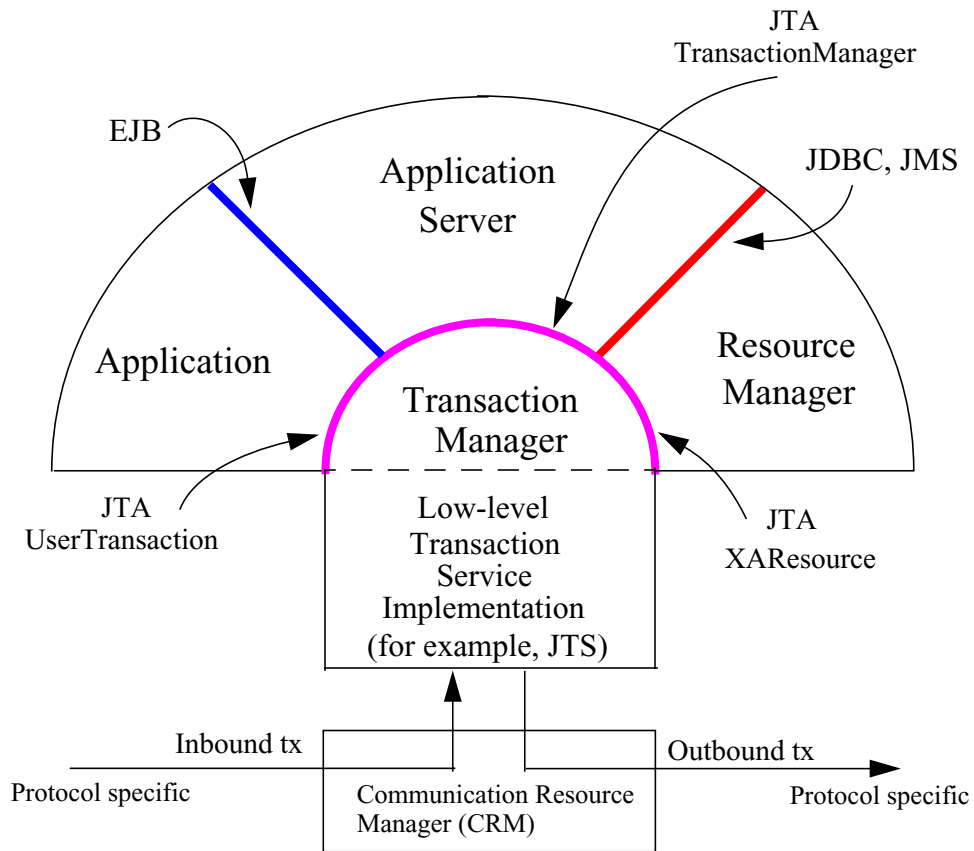 JTA
TransactionManager
EJB
JDBC, JMS
Application
Server
Application
Resource
Manager
Transaction
Manager
JTA
UserTransaction
JTA
XAResource
Low-level
Transaction
Service
Implementation
(for example, JTS)
Inbound tx
Outbound tx
Protocol specific
Protocol specific
Communication Resource
Manager (CRM)